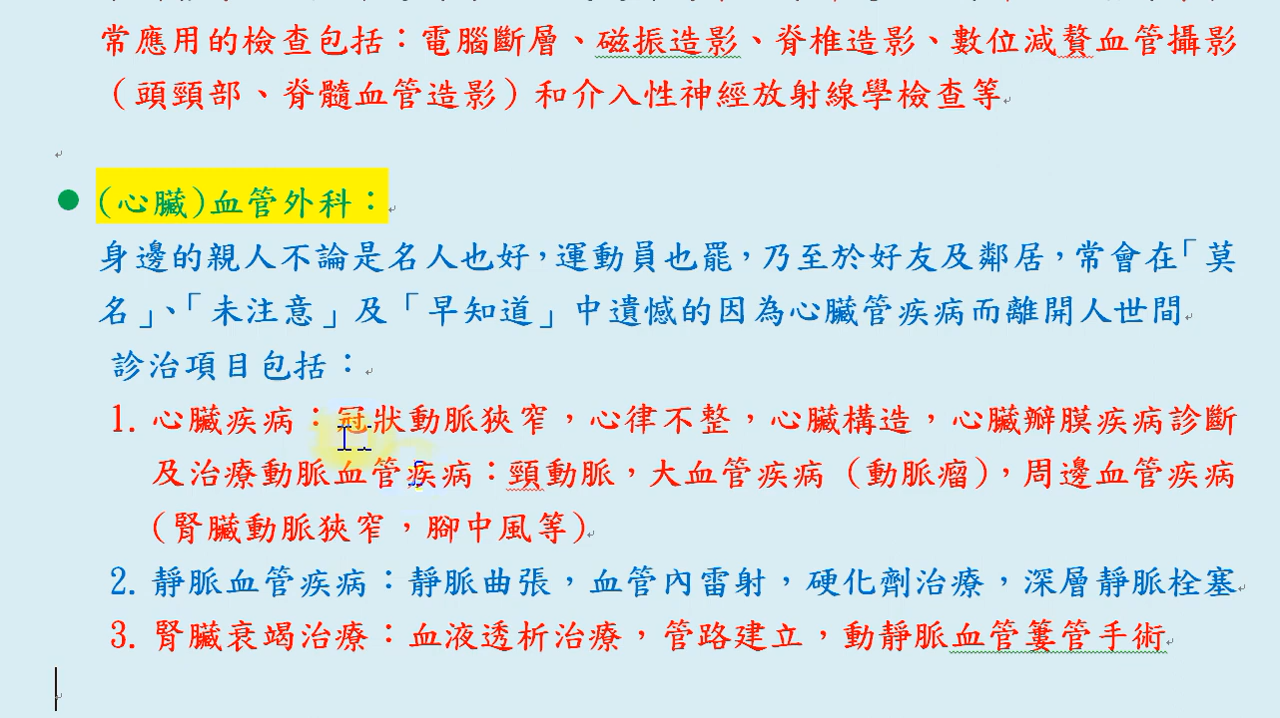 常應用的檢查包括：電腦斷層、磁振造影、脊椎造影、數位減贅血管攝影
（頭頸部、脊髓血管造影）和介入性神經放射線學檢查等
(心臟)血管外科：
身邊的親人不論是名人也好，運動員也罷，乃至於好友及鄰居，常會在「莫
名」、「未注意」及「早知道」中遺憾的因為心臟管疾病而離開人世間
診治項目包括：
1. 心臟疾病：冠狀動脈狹窄，心律不整，心臟構造，心臟瓣膜疾病診斷
及治療動脈血管疾病：頸動脈，大血管疾病（動脈瘤），周邊血管疾病
（腎臟動脈狹窄，腳中風等）
2. 靜脈血管疾病：靜脈曲張，血管內雷射，硬化劑治療，深層靜脈栓塞
3. 腎臟衰竭治療：血液透析治療，管路建立，動靜脈血管簍管手術